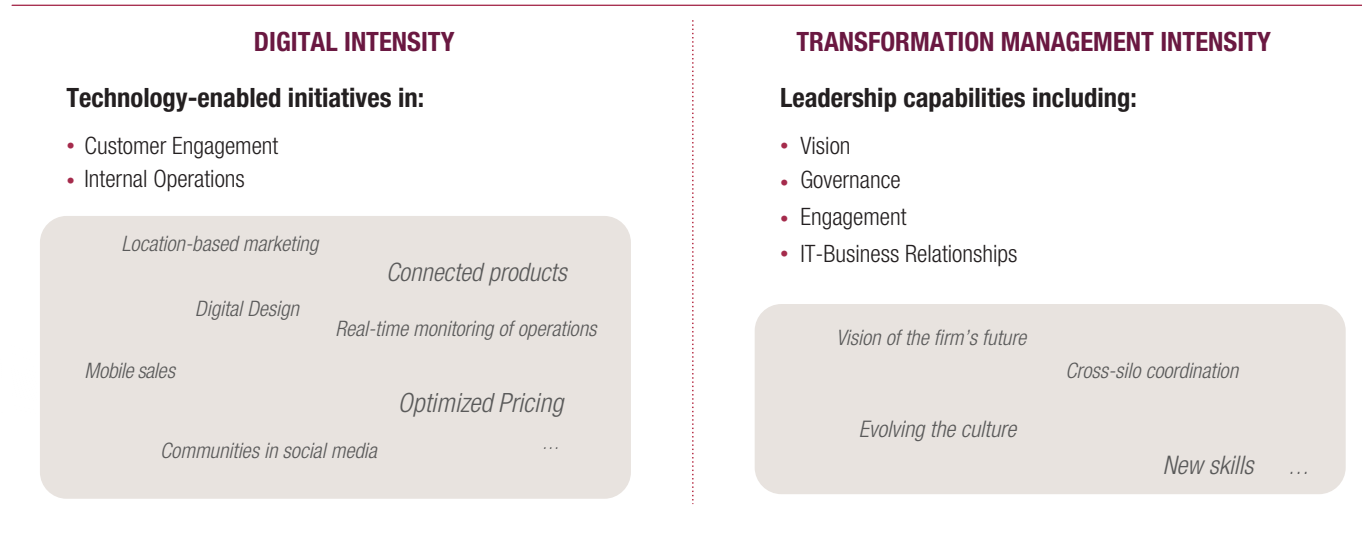 DIGITAL INTENSITY
Technology-enabled initiatives in:
• Customer Engagement
• Internal Operations
Location-based marketing
Connected products
Digital Design
Real-time monitoring of operations
Mobile sales
Optimized Pricing
Communities in social media
…
TRANSFORMATION MANAGEMENT INTENSITY
Leadership capabilities including:
• Vision
• Governance
• Engagement
• IT-Business Relationships
Vision of the firm’s future
Cross-silo coordination
Evolving the culture
New skills …